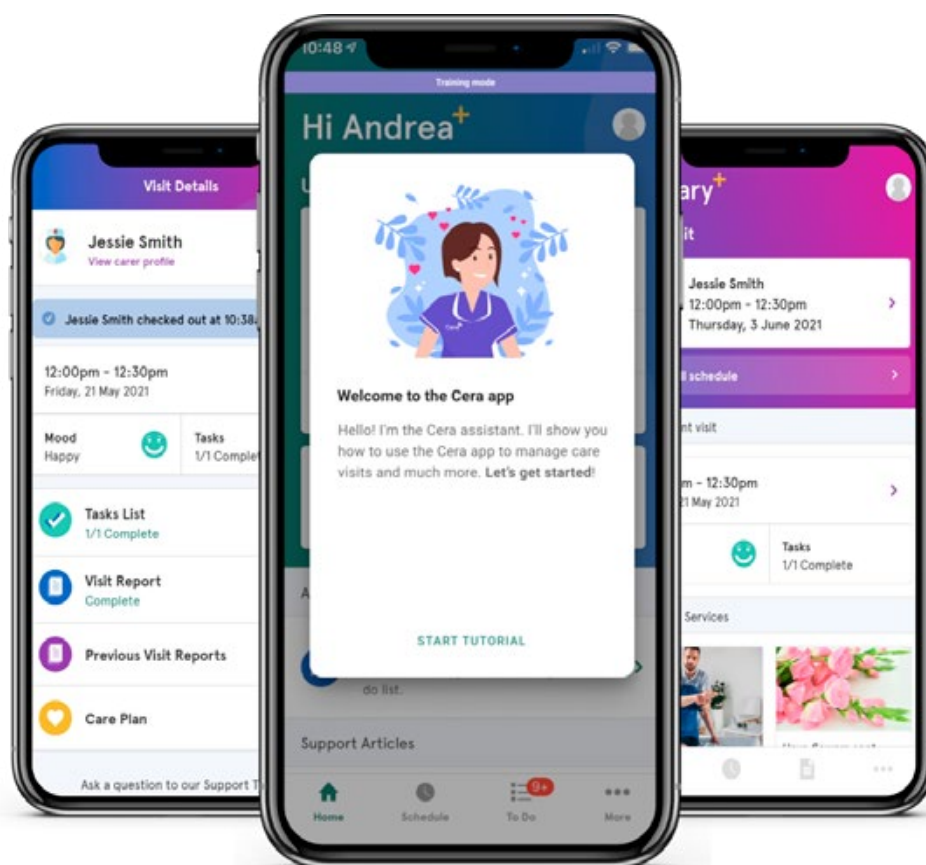 Visit Details
Jessie Smith
View carer profile
Jessie Smith checked out at 10:38
12:00pm - 12:30pm
Friday, 21 May 2021
Mood
Happy
Tasks
1/1 Complet
Tasks List
1/1 Complete
Visit Report
Complete
Previous Visit Reports
Care Plan
Ask a question to our Support T
10:48
Training mode
Hi Andrea+
U
Cera
Welcome to the Cera app
Hello! I'm the Cera assistant. I'll show you
how to use the Cera app to manage care
visits and much more. Let's get started!
START TUTORIAL
A
do list.
Support Articles
Home
Schedule
9+
To Do
More
ary+
it
Jessie Smith
12:00pm - 12:30pm
Thursday, 3 June 2021
l schedule
nt visit
m - 12:30pm
21 May 2021
Tasks
1/1 Complete
Services